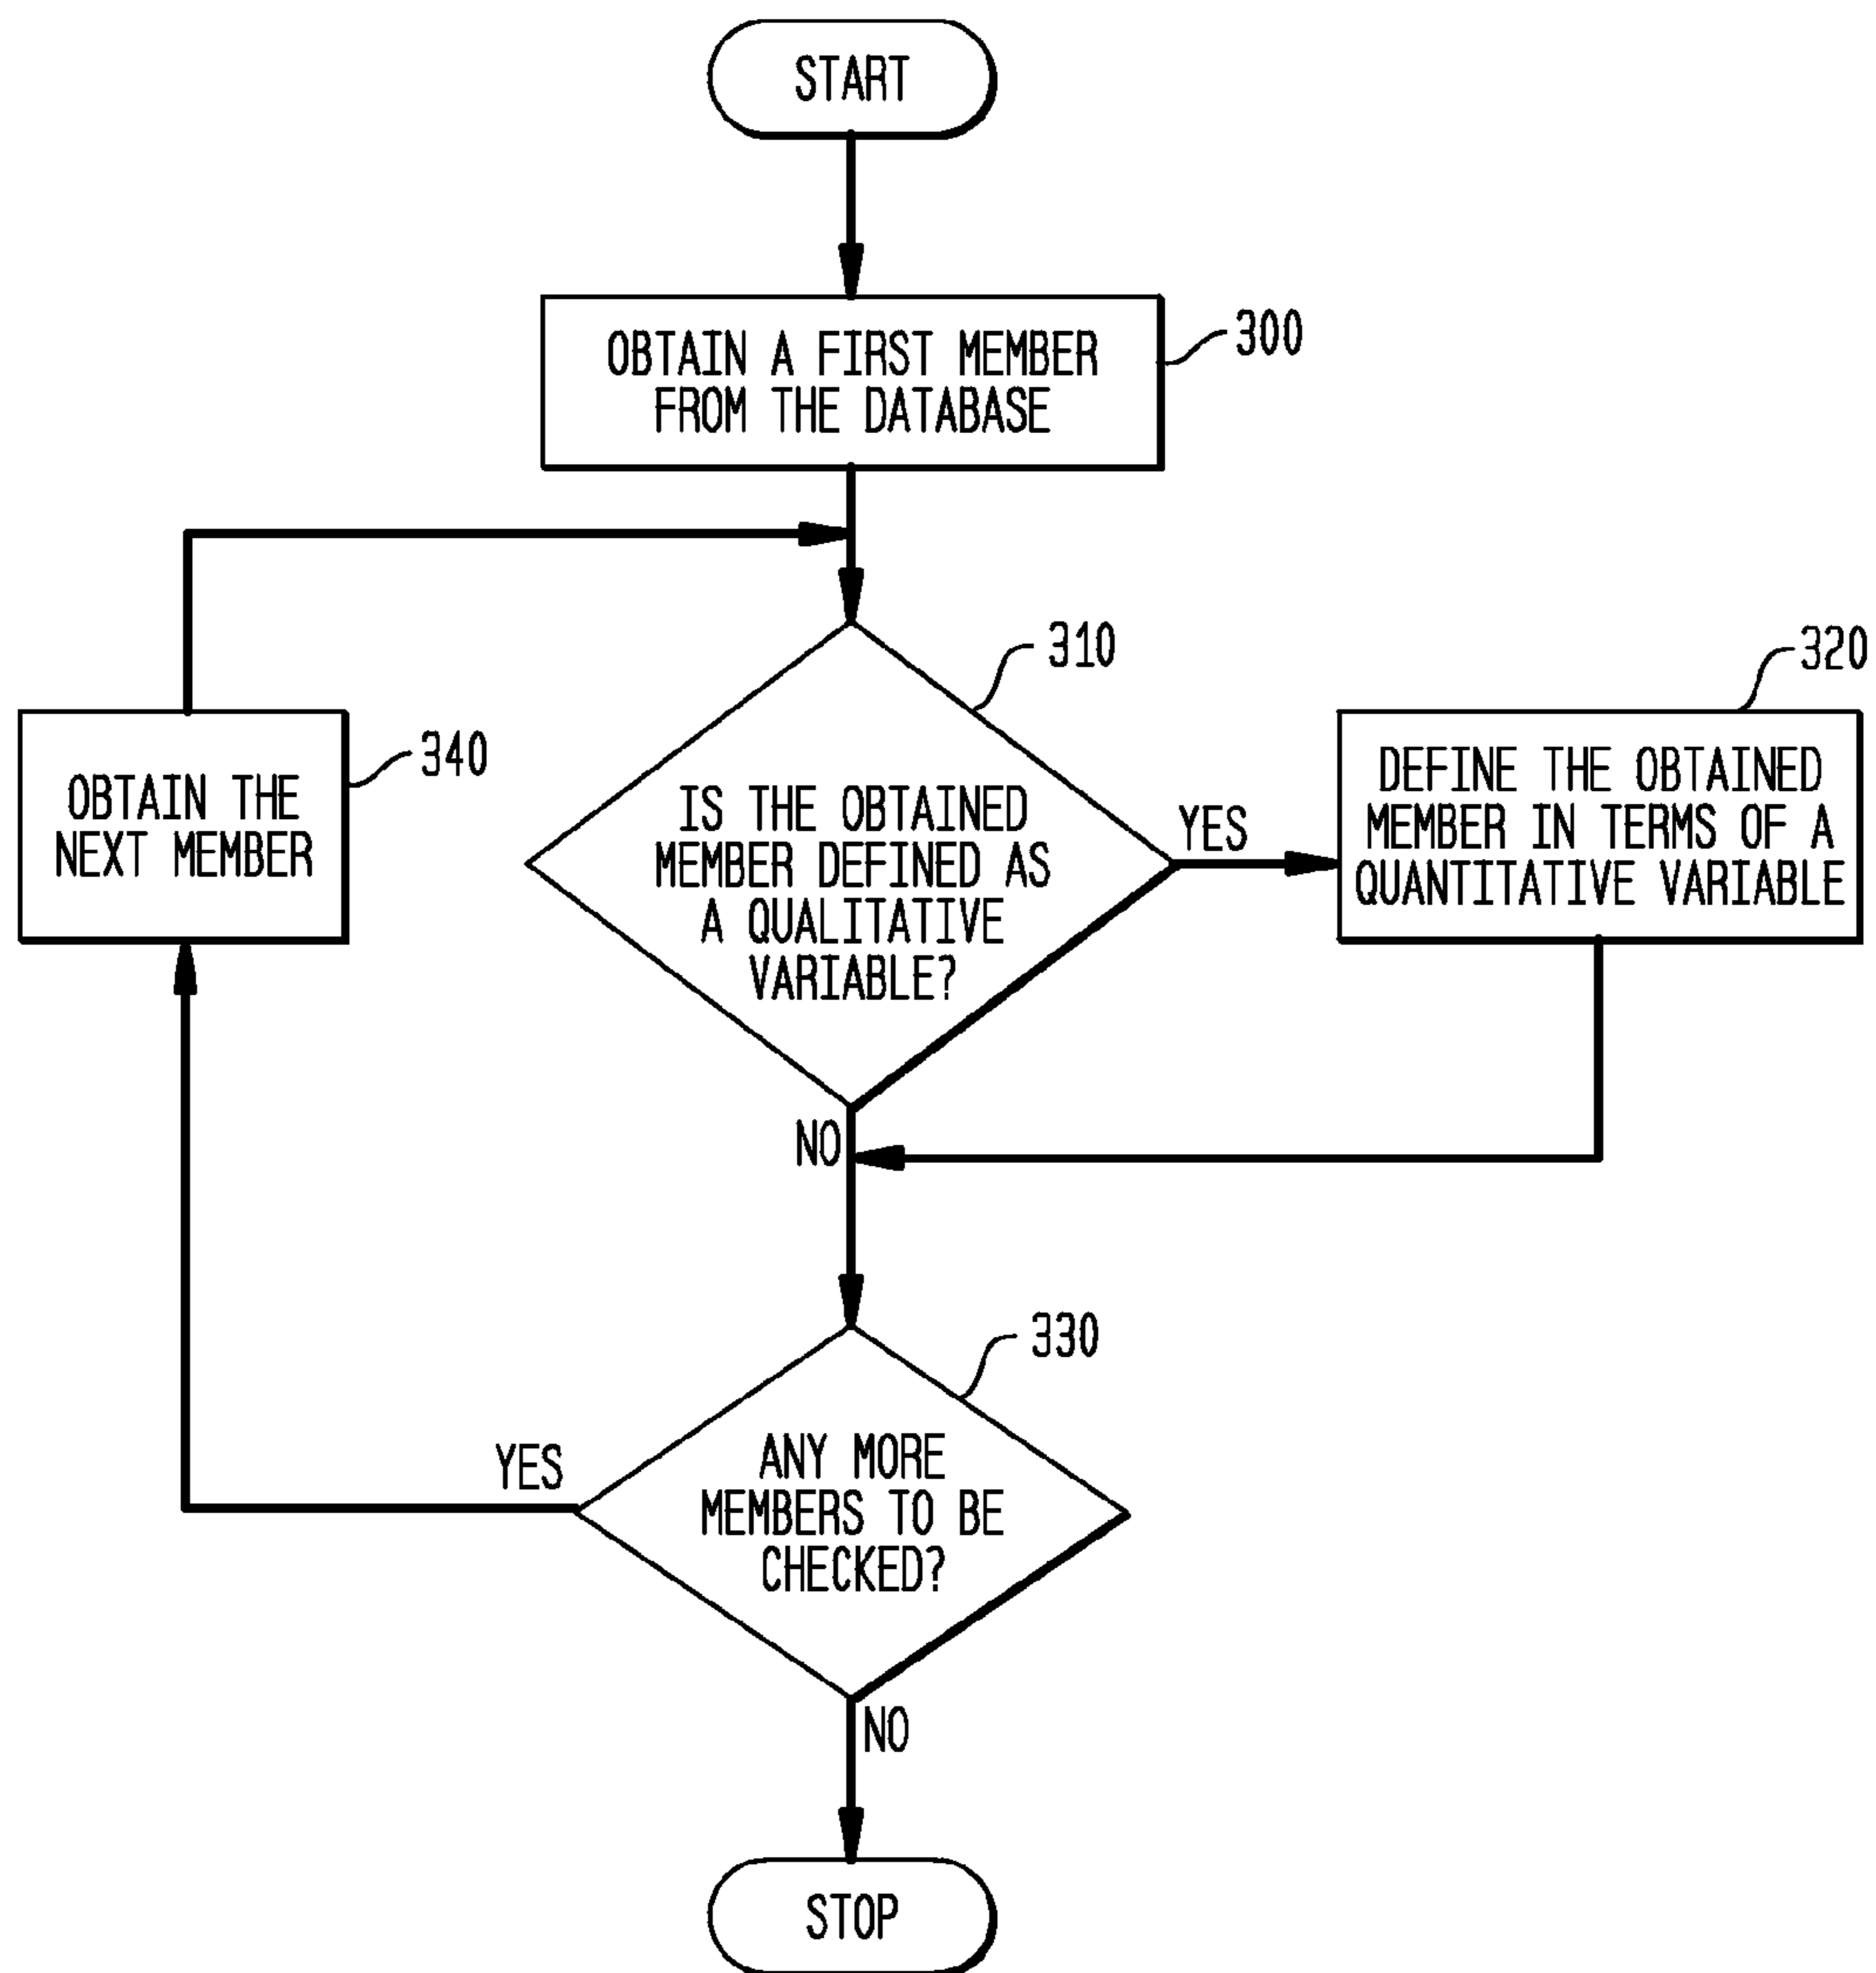 START
OBTAIN A FIRST MEMBER
FROM THE DATABASE
300
310
320
340
OBTAIN THE
NEXT MEMBER
IS THE OBTAINED
MEMBER DEFINED AS
A QUALITATIVE
VARIABLE?
YES
DEFINE THE OBTAINED
MEMBER IN TERMS OF A
QUANTITATIVE VARIABLE
NO
330
YES
ANY MORE
MEMBERS TO BE
CHECKED?
NO
STOP